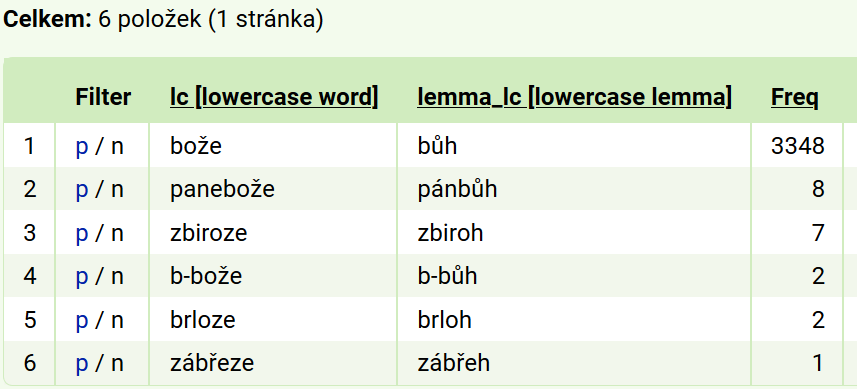 Celkem: 6 položek (1 stránka)
Filter lc [lowercase word] lemma_lc [lowercase lemma] Freq
1 p / n bože bůh 3348
2 p / n panebože pánbůh 8
3 p / n zbiroze zbiroh 7
4 p / n b-bože b-bůh 2
5 p / n brloze brloh 2
6 p / n zábřeze zábřeh 1